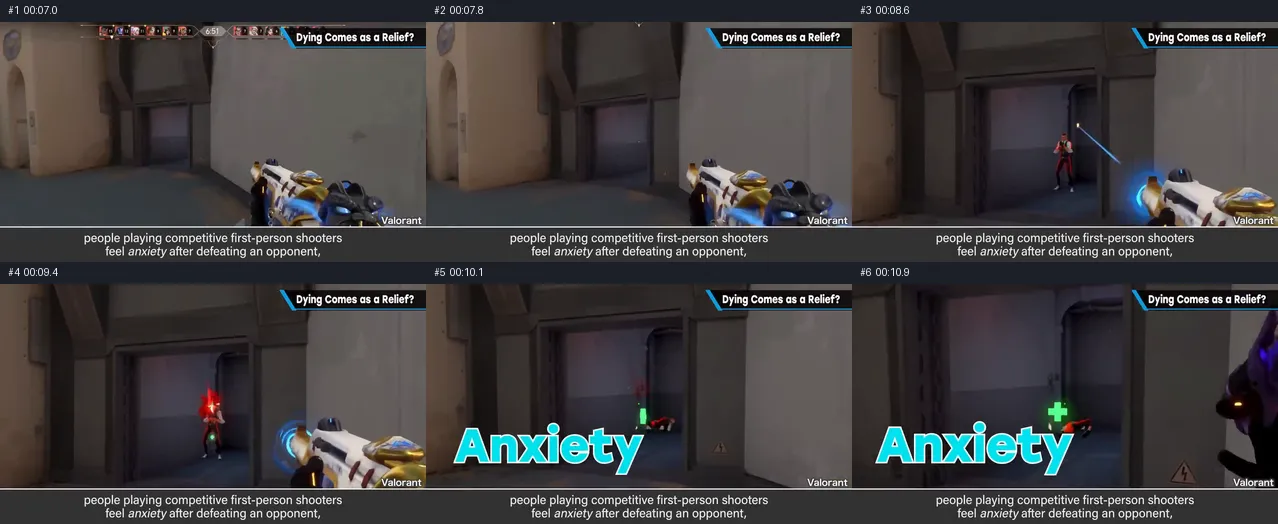 #1 00:07.0
6:51
Dying Comes as a Relief?
Valorant
people playing competitive first-person shooters
feel anxiety after defeating an opponent,
#2 00:07.8
Dying Comes as a Relief?
Valorant
people playing competitive first-person shooters
feel anxiety after defeating an opponent,
#3 00:08.6
Dying Comes as a Relief?
Valorant
people playing competitive first-person shooters
feel anxiety after defeating an opponent,
#4 00:09.4
Dying Comes as a Relief?
Valorant
people playing competitive first-person shooters
feel anxiety after defeating an opponent,
#5 00:10.1
Dying Comes as a Relief?
Anxiety
Valorant
people playing competitive first-person shooters
feel anxiety after defeating an opponent,
#6 00:10.9
Dying Comes as a Relief?
Anxiety
Valorant
people playing competitive first-person shooters
feel anxiety after defeating an opponent,